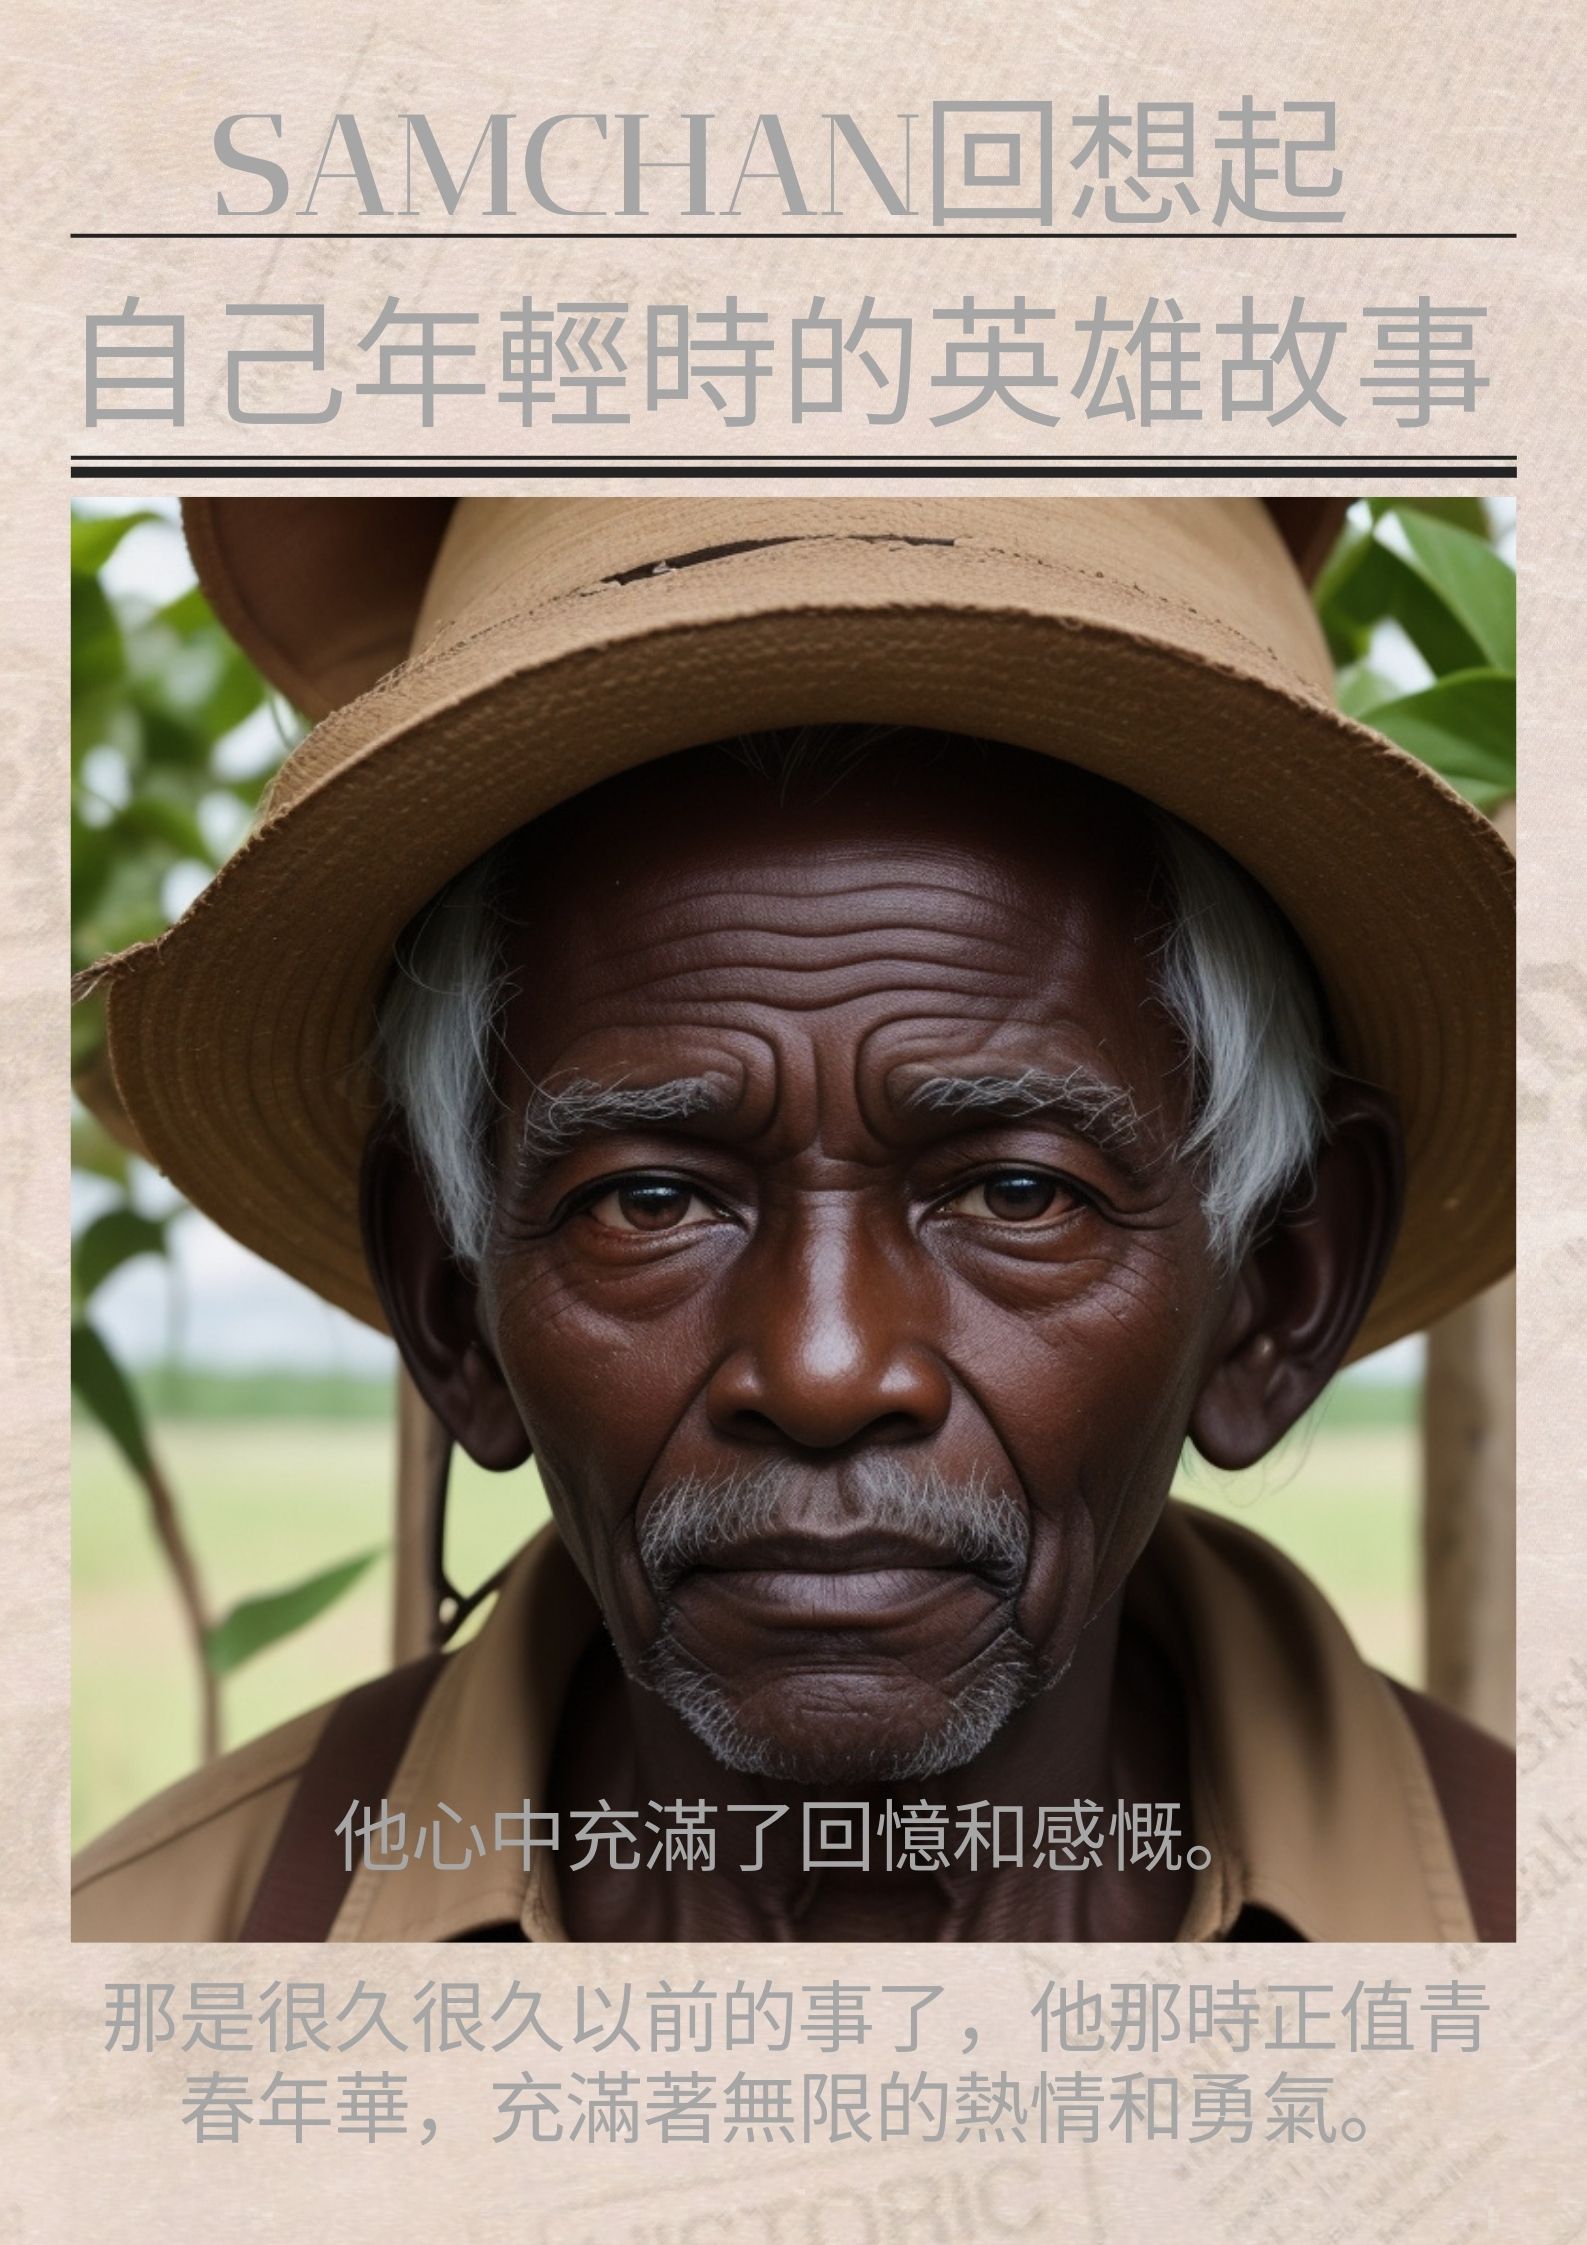 SAMCHAN回想起
自己年輕時的英雄故事
他心中充滿了回憶和感慨。
那是很久很久以前的事了，他那時正值青
春年華，充滿著無限的熱情和勇氣。